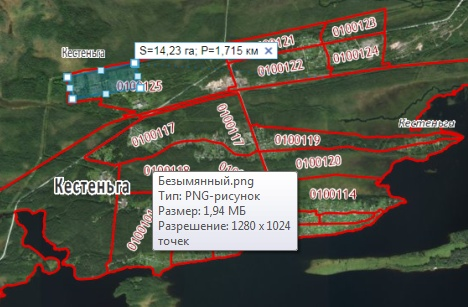 0100123
Кестеньга
S=14,23 га; P=1,715 км ×
0100121
0100124
0100122
0100125
0100117
0100117
Кестеньга
0100119
0100118
0100120
Кестеньга
Безымянный.png
Тип: PNG-рисунок
Размер: 1,94 МБ
Разрешение: 1280 x 1024
точек
0100114